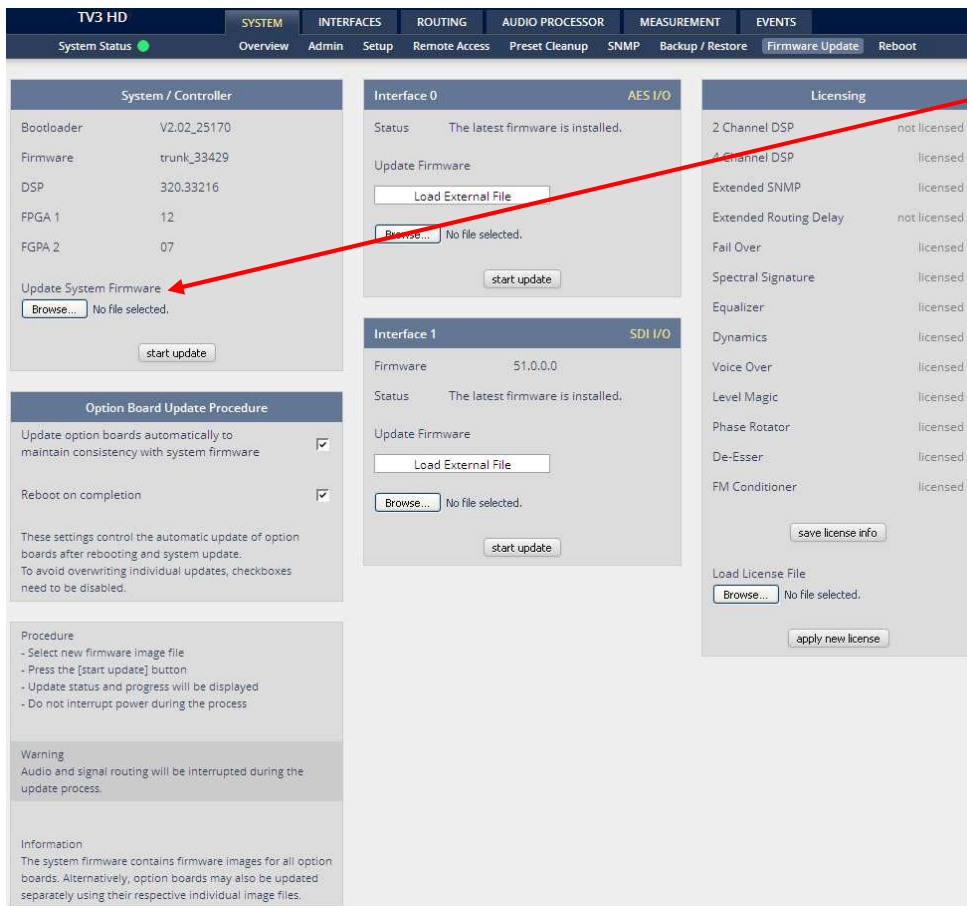 TV3 HD
SYSTEM INTERFACES ROUTING AUDIO PROCESSOR MEASUREMENT EVENTS
System Status
Overview Admin Setup Remote Access Preset Cleanup SNMP Backup / Restore Firmware Update Reboot
System / Controller
Bootloader V2.02_25170
Firmware trunk_33429
DSP 320.33216
FPGA 1 12
FGPA 2 07
Update System Firmware
Browse... No file selected.
start update
Option Board Update Procedure
Update option boards automatically to
maintain consistency with system firmware
Reboot on completion
These settings control the automatic update of option
boards after rebooting and system update.
To avoid overwriting individual updates, checkboxes
need to be disabled.
Procedure
- Select new firmware image file
- Press the [start update] button
- Update status and progress will be displayed
- Do not interrupt power during the process
Warning
Audio and signal routing will be interrupted during the
update process.
Information
The system firmware contains firmware images for all option
boards. Alternatively, option boards may also be updated
separately using their respective individual image files.
Interface 0 AES I/O
Status The latest firmware is installed.
Update Firmware
Load External File
Browse... No file selected.
start update
Interface 1 SDI I/O
Firmware 51.0.0.0
Status The latest firmware is installed.
Update Firmware
Load External File
Browse... No file selected.
start update
Licensing
2 Channel DSP not licensed
4 Channel DSP licensed
Extended SNMP licensed
Extended Routing Delay not licensed
Fail Over licensed
Spectral Signature licensed
Equalizer licensed
Dynamics licensed
Voice Over licensed
Level Magic licensed
Phase Rotator licensed
De-Esser licensed
FM Conditioner licensed
save license info
Load License File
Browse... No file selected.
apply new license